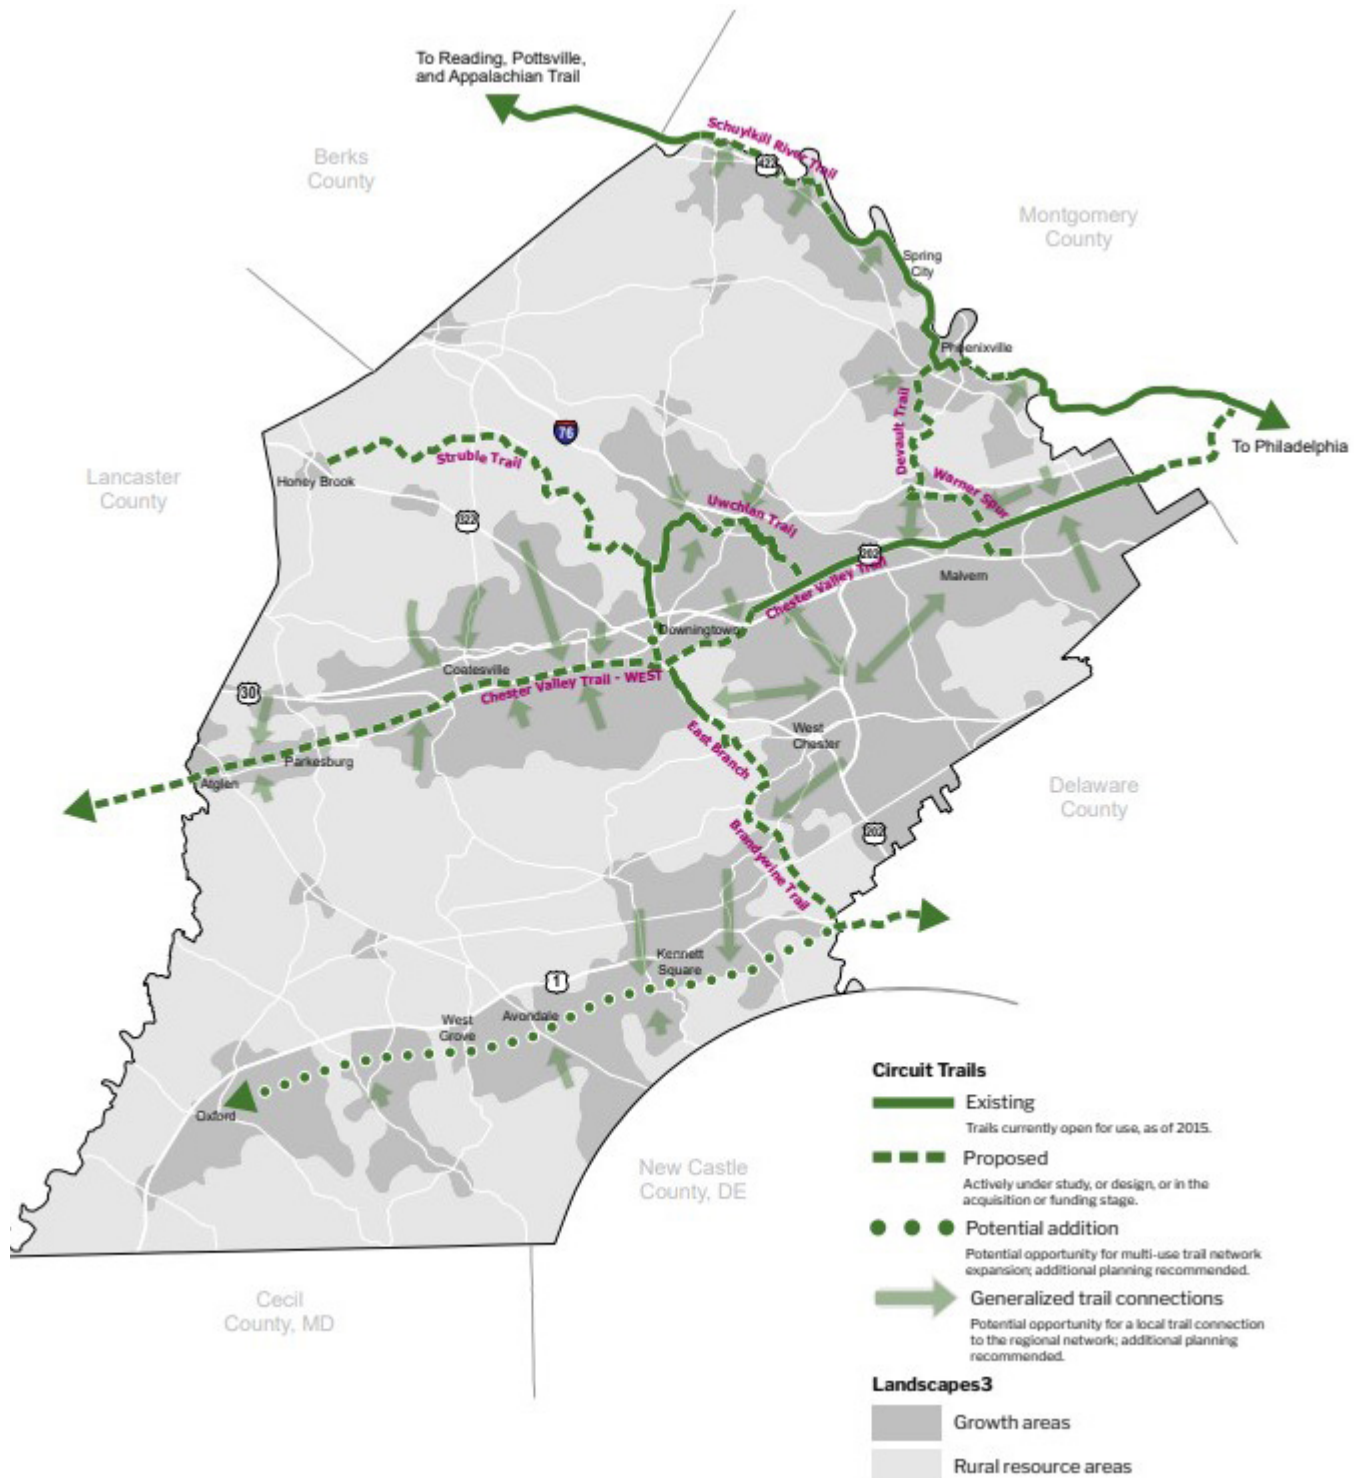 To Reading, Pottsville,
and Appalachian Trail
Schuylkill River Trail
422
Berks
County
Montgomery
County
Spring
City
Phoenixville
Devault Trail
To Philadelphia
76
Struble Trail
Honey Brook
Lancaster
County
322
Uwchlan Trail
Warner Spur
202
Malvern
Chester Valley Trail
Downingtown
Coatesville
Chester Valley Trail - WEST
30
East Branch
West
Chester
Parkesburg
Atglen
Delaware
County
202
Brandywine Trail
Kennett
Square
1
Avondale
West
Grove
Oxford
New Castle
County, DE
Cecil
County, MD
Circuit Trails
Existing
Trails currently open for use, as of 2015.
Proposed
Actively under study, or design, or in the
acquisition or funding stage.
Potential addition
Potential opportunity for multi-use trail network
expansion; additional planning recommended.
Generalized trail connections
Potential opportunity for a local trail connection
to the regional network; additional planning
recommended.
Landscapes3
Growth areas
Rural resource areas